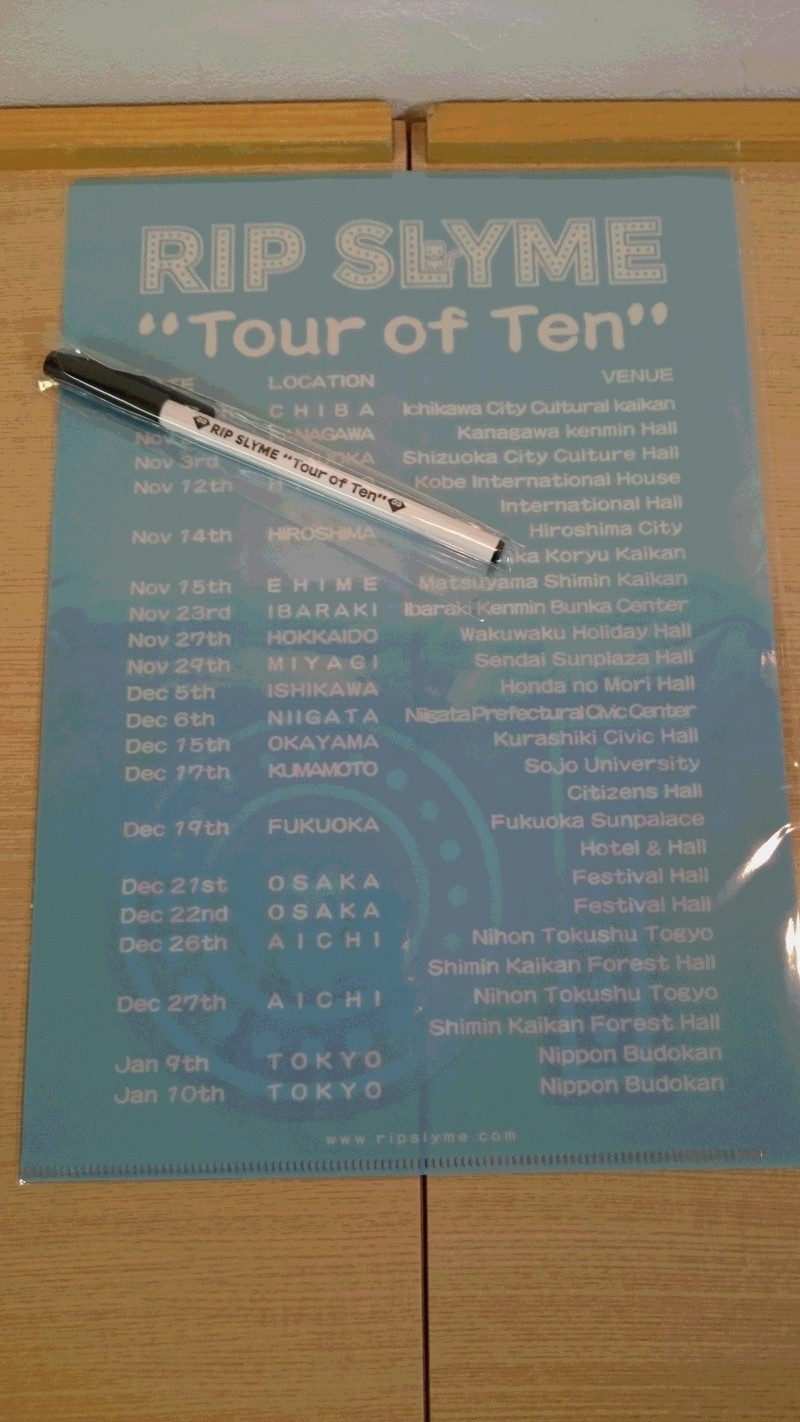 RIP SLYME
“Tour of Ten”
LOCATION VENUE
CHIBA Ichikawa City Cultural kaikan
Nov Kanagawa kenmin Hall
Nov 3rd Shizuoka City Culture Hall
Nov 12th Kobe International House
International Hall
Nov 14th HIROSHIMA Hiroshima City
Koryu Kaikan
Nov 15th EHIME Matsuyama Shimin Kaikan
Nov 23rd IBARAKI Ibaraki Kenmin Bunka Center
Nov 27th HOKKAIDO Wakuwaku Holiday Hall
Nov 29th MIYAGI Sendai Sunplaza Hall
Dec 5th ISHIKAWA Honda no Mori Hall
Dec 6th NIIGATA Niigata Prefectural Civic Center
Dec 15th OKAYAMA Kurashiki Civic Hall
Dec 17th KUMAMOTO Sojo University
Citizens Hall
Dec 19th FUKUOKA Fukuoka Sunpalace
Hotel & Hall
Dec 21st OSAKA Festival Hall
Dec 22nd OSAKA Festival Hall
Dec 26th AICHI Nihon Tokushu Togyo
Shimin Kaikan Forest Hall
Dec 27th AICHI Nihon Tokushu Togyo
Shimin Kaikan Forest Hall
Jan 9th TOKYO Nippon Budokan
Jan 10th TOKYO Nippon Budokan
www.ripslyme.com
RIP SLYME “Tour of Ten”